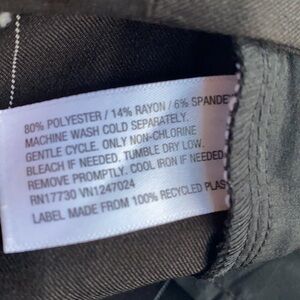 80% POLYESTER / 14% RAYON / 6% SPANDE
MACHINE WASH COLD SEPARATELY.
GENTLE CYCLE. ONLY NON-CHLORINE
BLEACH IF NEEDED. TUMBLE DRY LOW.
REMOVE PROMPTLY. COOL IRON IF NEEDED
RN17730 VN1247024
LABEL MADE FROM 100% RECYCLED PLAS